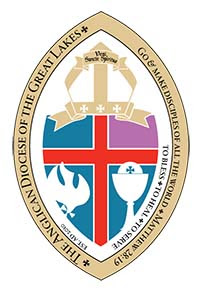 Veni
Sancte Spiritus
✠ THE ANGLICAN DIOCESE OF THE GREAT LAKES ✠
GO & MAKE DISCIPLES OF ALL THE WORLD • MATTHEW 28:19
TO BLESS • TO HEAL • TO SERVE
EST. AD